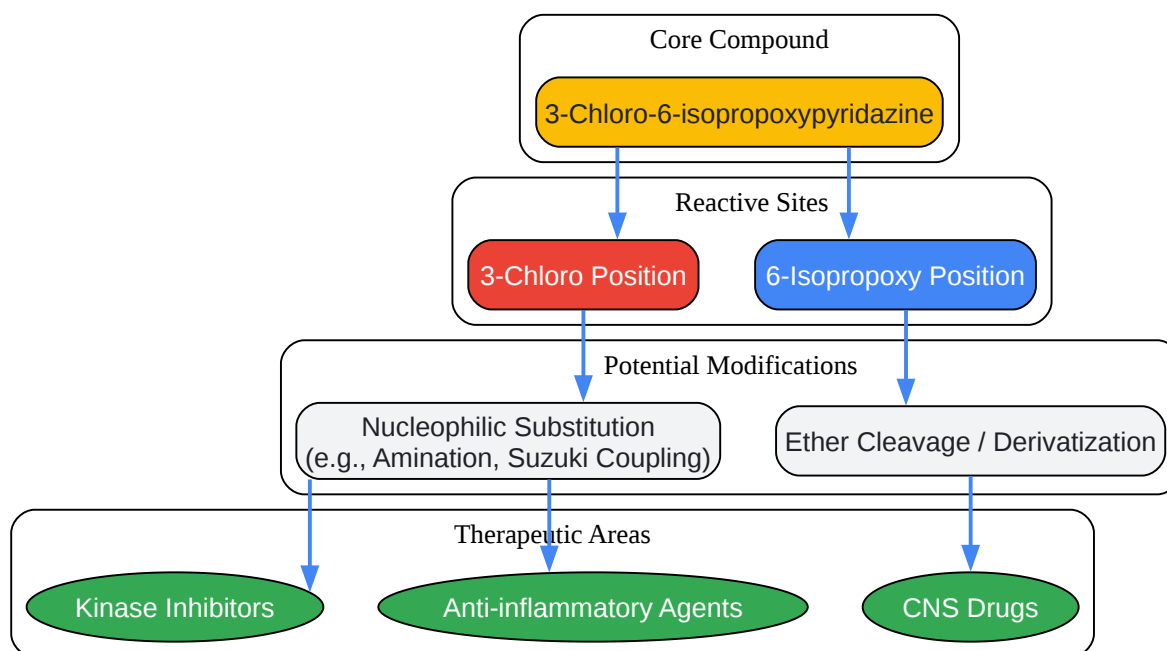 Core Compound
3-Chloro-6-isopropoxypyridazine
Reactive Sites
3-Chloro Position
6-Isopropoxy Position
Potential Modifications
Nucleophilic Substitution
(e.g., Amination, Suzuki Coupling)
Ether Cleavage / Derivatization
Therapeutic Areas
Kinase Inhibitors
Anti-inflammatory Agents
CNS Drugs